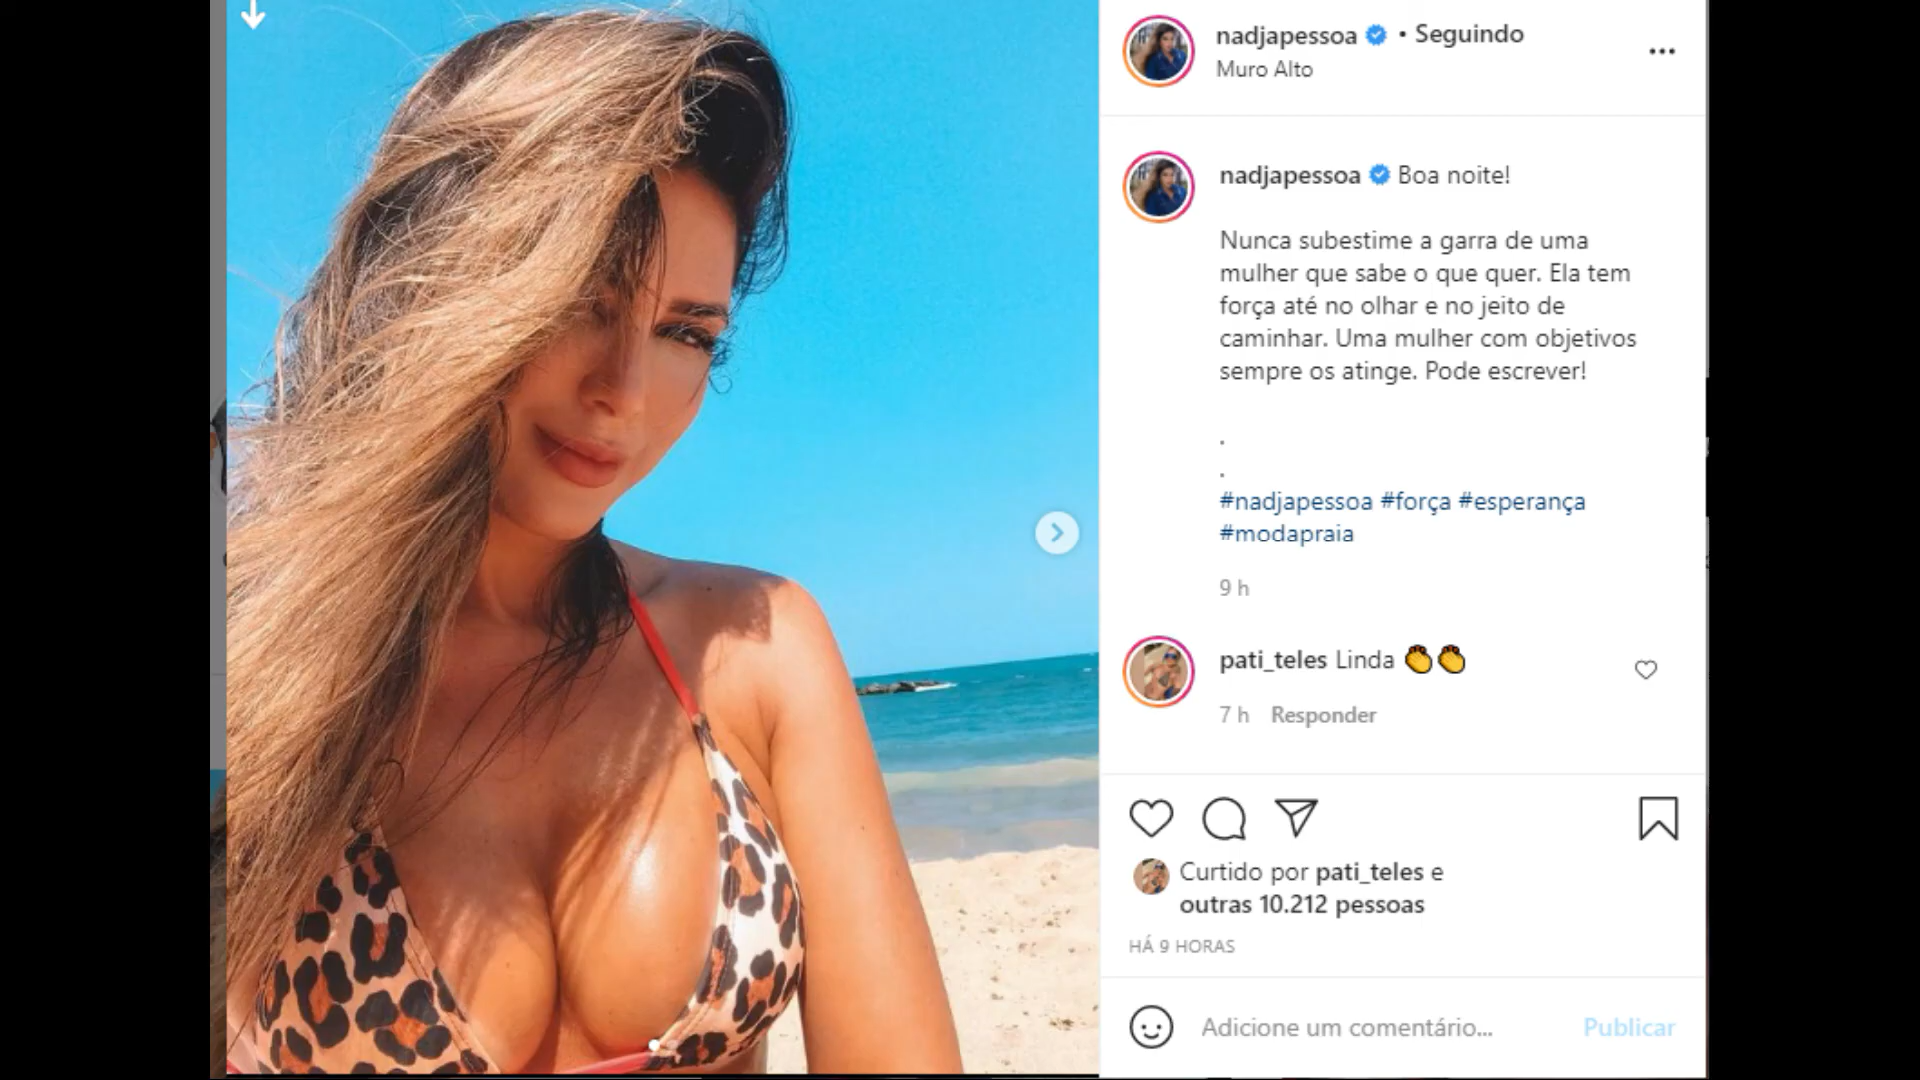 nadjapessoa • Seguindo
Muro Alto
nadjapessoa Boa noite!
Nunca subestime a garra de uma
mulher que sabe o que quer. Ela tem
força até no olhar e no jeito de
caminhar. Uma mulher com objetivos
sempre os atinge. Pode escrever!
.
.
#nadjapessoa #força #esperança
#modapraia
9 h
pati_teles Linda 👏👏
7 h Responder
Curtido por pati_teles e
outras 10.212 pessoas
HÁ 9 HORAS
Adicione um comentário... Publicar